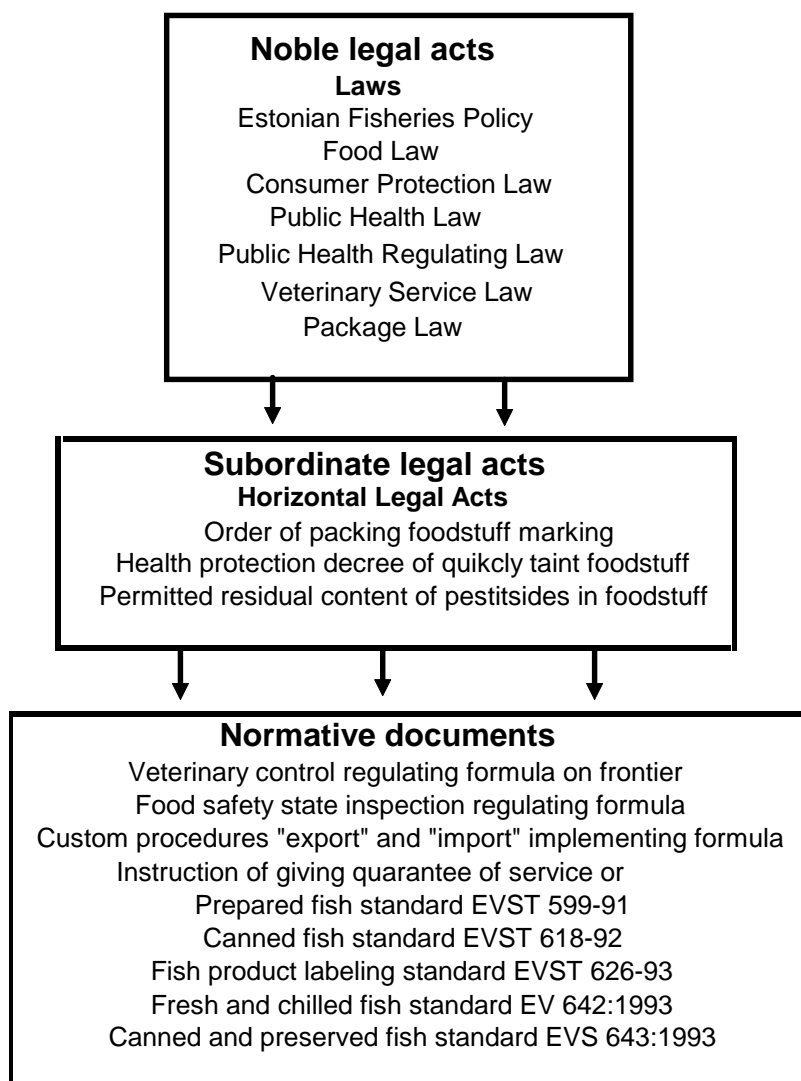 Noble legal acts
Laws
Estonian Fisheries Policy
Food Law
Consumer Protection Law
Public Health Law
Public Health Regulating Law
Veterinary Service Law
Package Law
Subordinate legal acts
Horizontal Legal Acts
Order of packing foodstuff marking
Health protection decree of quikcly taint foodstuff
Permitted residual content of pestitsides in foodstuff
Normative documents
Veterinary control regulating formula on frontier
Food safety state inspection regulating formula
Custom procedures "export" and "import" implementing formula
Instruction of giving quarantee of service or
Prepared fish standard EVST 599-91
Canned fish standard EVST 618-92
Fish product labeling standard EVST 626-93
Fresh and chilled fish standard EV 642:1993
Canned and preserved fish standard EVS 643:1993